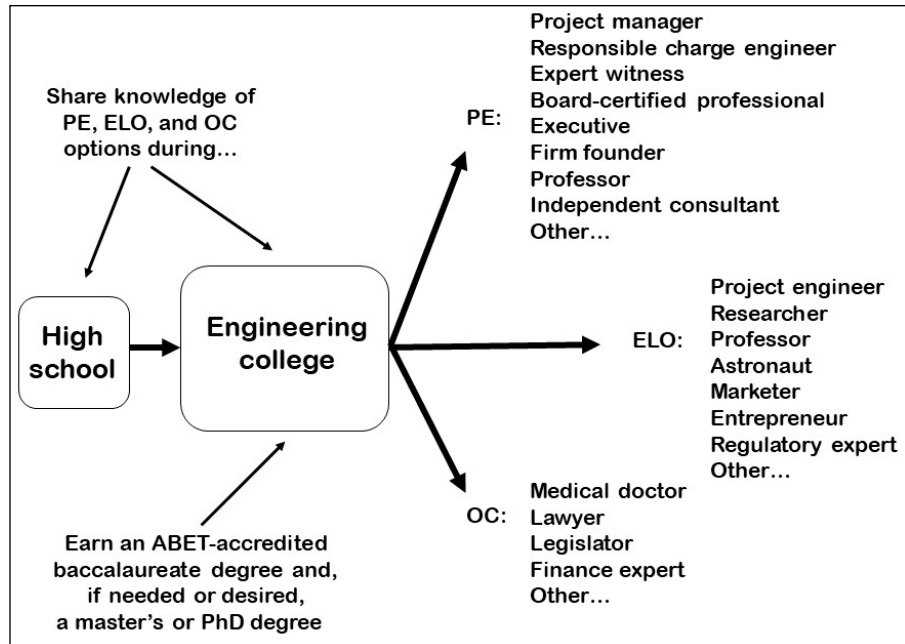 Share knowledge of
PE, ELO, and OC
options during…
High
school
Engineering
college
Earn an ABET-accredited
baccalaureate degree and,
if needed or desired,
a master's or PhD degree
PE:
Project manager
Responsible charge engineer
Expert witness
Board-certified professional
Executive
Firm founder
Professor
Independent consultant
Other…
ELO:
Project engineer
Researcher
Professor
Astronaut
Marketer
Entrepreneur
Regulatory expert
Other…
OC:
Medical doctor
Lawyer
Legislator
Finance expert
Other…